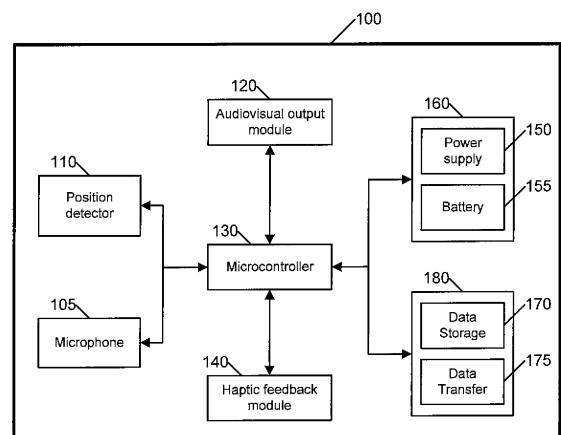 100
120
Audiovisual output
module
160
Power
supply
150
110
Position
detector
Battery
155
130
Microcontroller
180
105
Microphone
Data
Storage
170
140
Haptic feedback
module
Data
Transfer
175